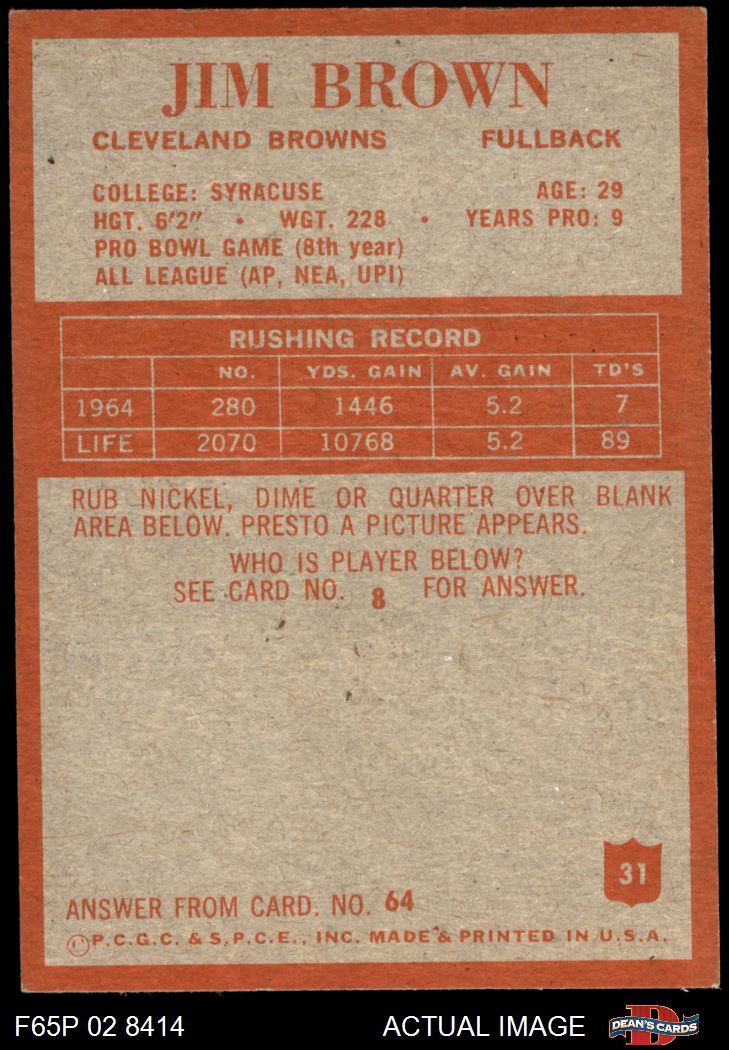 JIM BROWN
CLEVELAND BROWNS FULLBACK
COLLEGE: SYRACUSE AGE: 29
HGT. 6'2" • WGT. 228 • YEARS PRO: 9
PRO BOWL GAME (8th year)
ALL LEAGUE (AP, NEA, UPI)
RUSHING RECORD
NO. YDS. GAIN AV. GAIN TD'S
1964 280 1446 5.2 7
LIFE 2070 10768 5.2 89
RUB NICKEL, DIME OR QUARTER OVER BLANK
AREA BELOW. PRESTO A PICTURE APPEARS.
WHO IS PLAYER BELOW?
SEE CARD NO. 8 FOR ANSWER.
31
ANSWER FROM CARD. NO. 64
©P.C.G.C. & S.P.C.E., INC. MADE & PRINTED IN U.S.A.
F65P 02 8414 ACTUAL IMAGE D DEAN'S CARDS